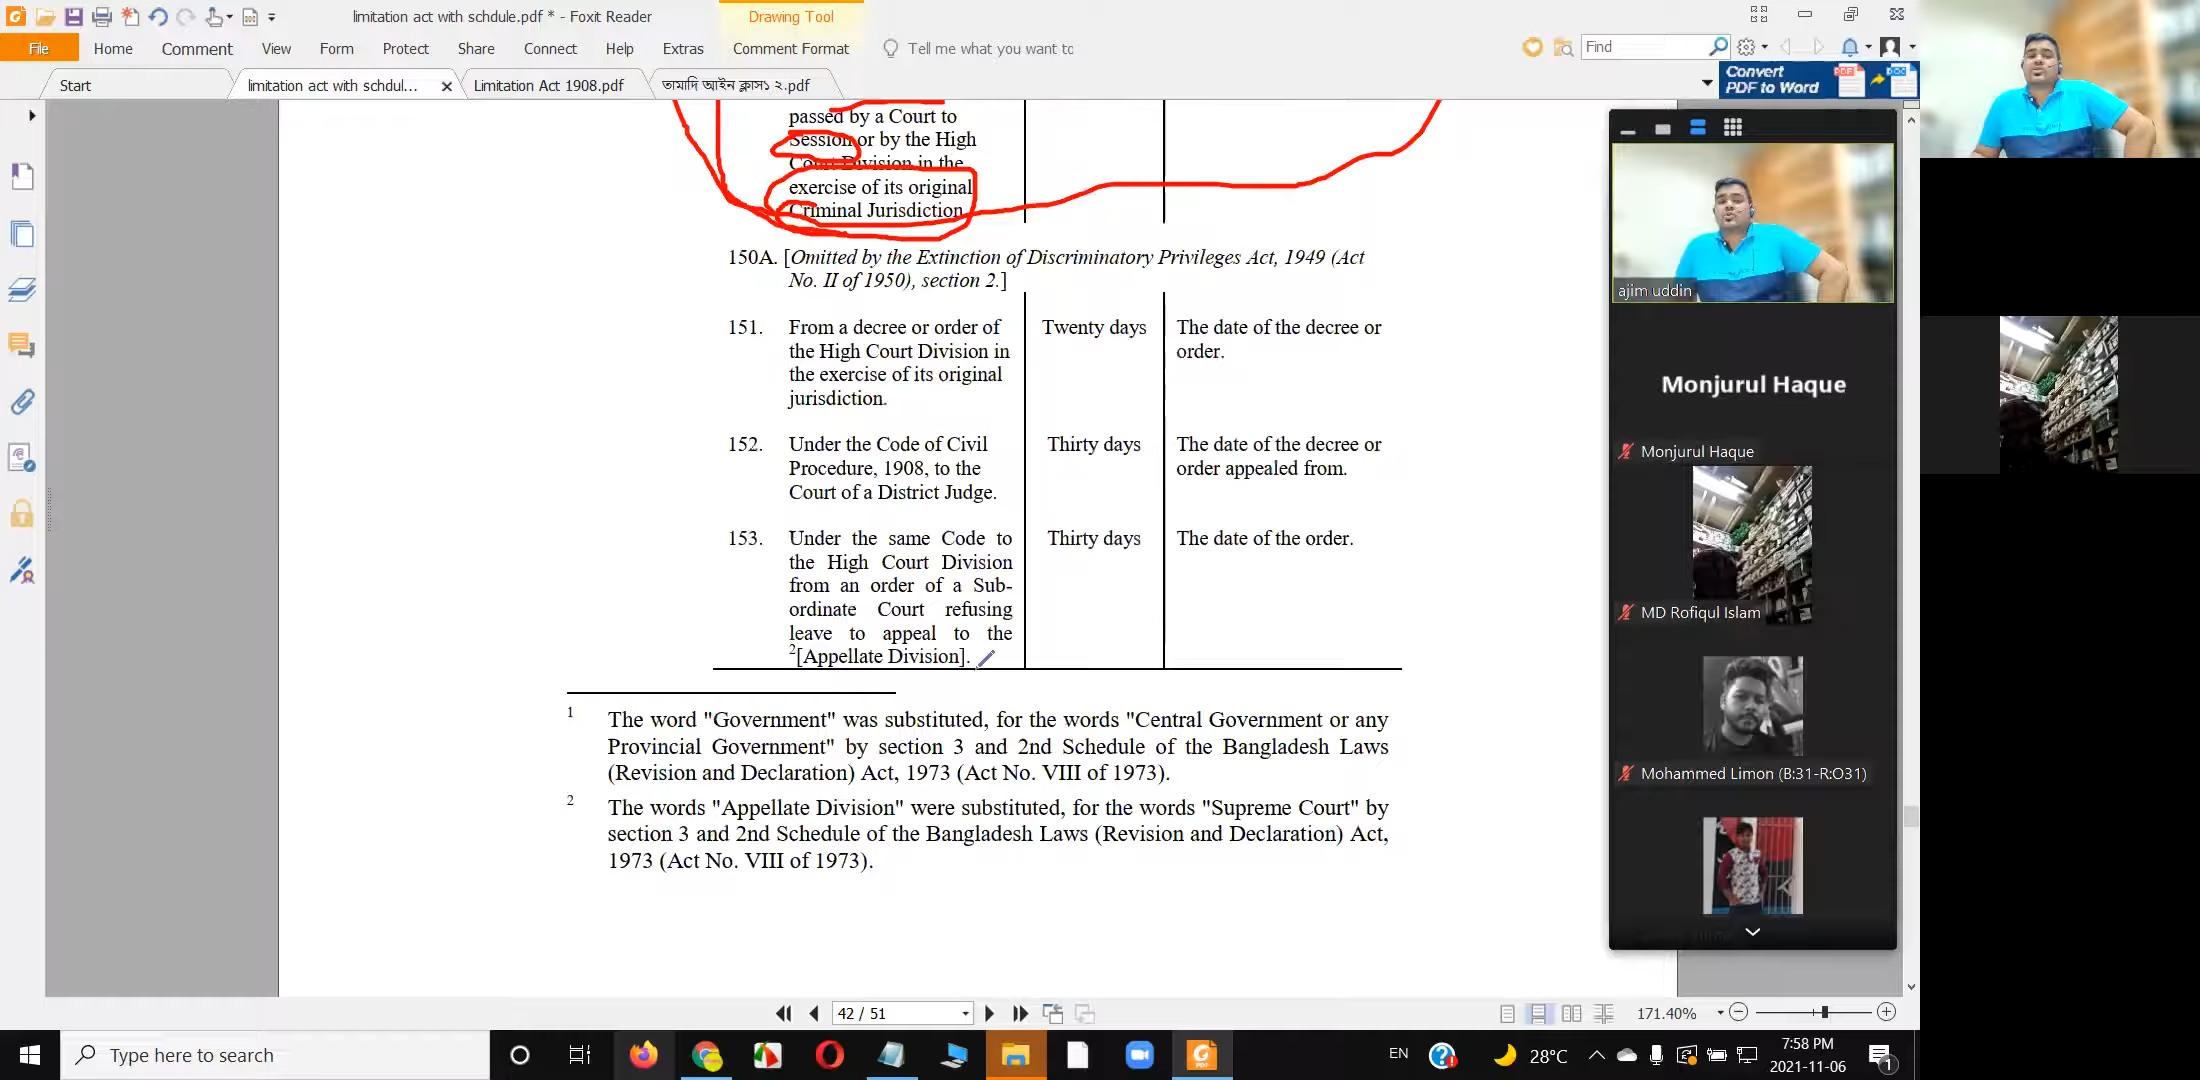 limitation act with schdule.pdf * - Foxit Reader
Drawing Tool
File Home Comment View Form Protect Share Connect Help Extras Comment Format Tell me what you want to
Find
Start
limitation act with schdul...
Limitation Act 1908.pdf
তামাদি আইন ক্লাস১ ২.pdf
Convert
PDF to Word
passed by a Court to
Session or by the High
Court Division in the
exercise of its original
Criminal Jurisdiction
150A. [Omitted by the Extinction of Discriminatory Privileges Act, 1949 (Act
No. II of 1950), section 2.]
151. From a decree or order of
the High Court Division in
the exercise of its original
jurisdiction.
Twenty days
The date of the decree or
order.
152. Under the Code of Civil
Procedure, 1908, to the
Court of a District Judge.
Thirty days
The date of the decree or
order appealed from.
153. Under the same Code to
the High Court Division
from an order of a Sub-
ordinate Court refusing
leave to appeal to the
2[Appellate Division].
Thirty days
The date of the order.
1 The word "Government" was substituted, for the words "Central Government or any
Provincial Government" by section 3 and 2nd Schedule of the Bangladesh Laws
(Revision and Declaration) Act, 1973 (Act No. VIII of 1973).
2 The words "Appellate Division" were substituted, for the words "Supreme Court" by
section 3 and 2nd Schedule of the Bangladesh Laws (Revision and Declaration) Act,
1973 (Act No. VIII of 1973).
ajim uddin
Monjurul Haque
Monjurul Haque
MD Rofiqul Islam
Mohammed Limon (B:31-R:O31)
42 / 51
171.40%
Type here to search
EN
28°C
7:58 PM
2021-11-06
1